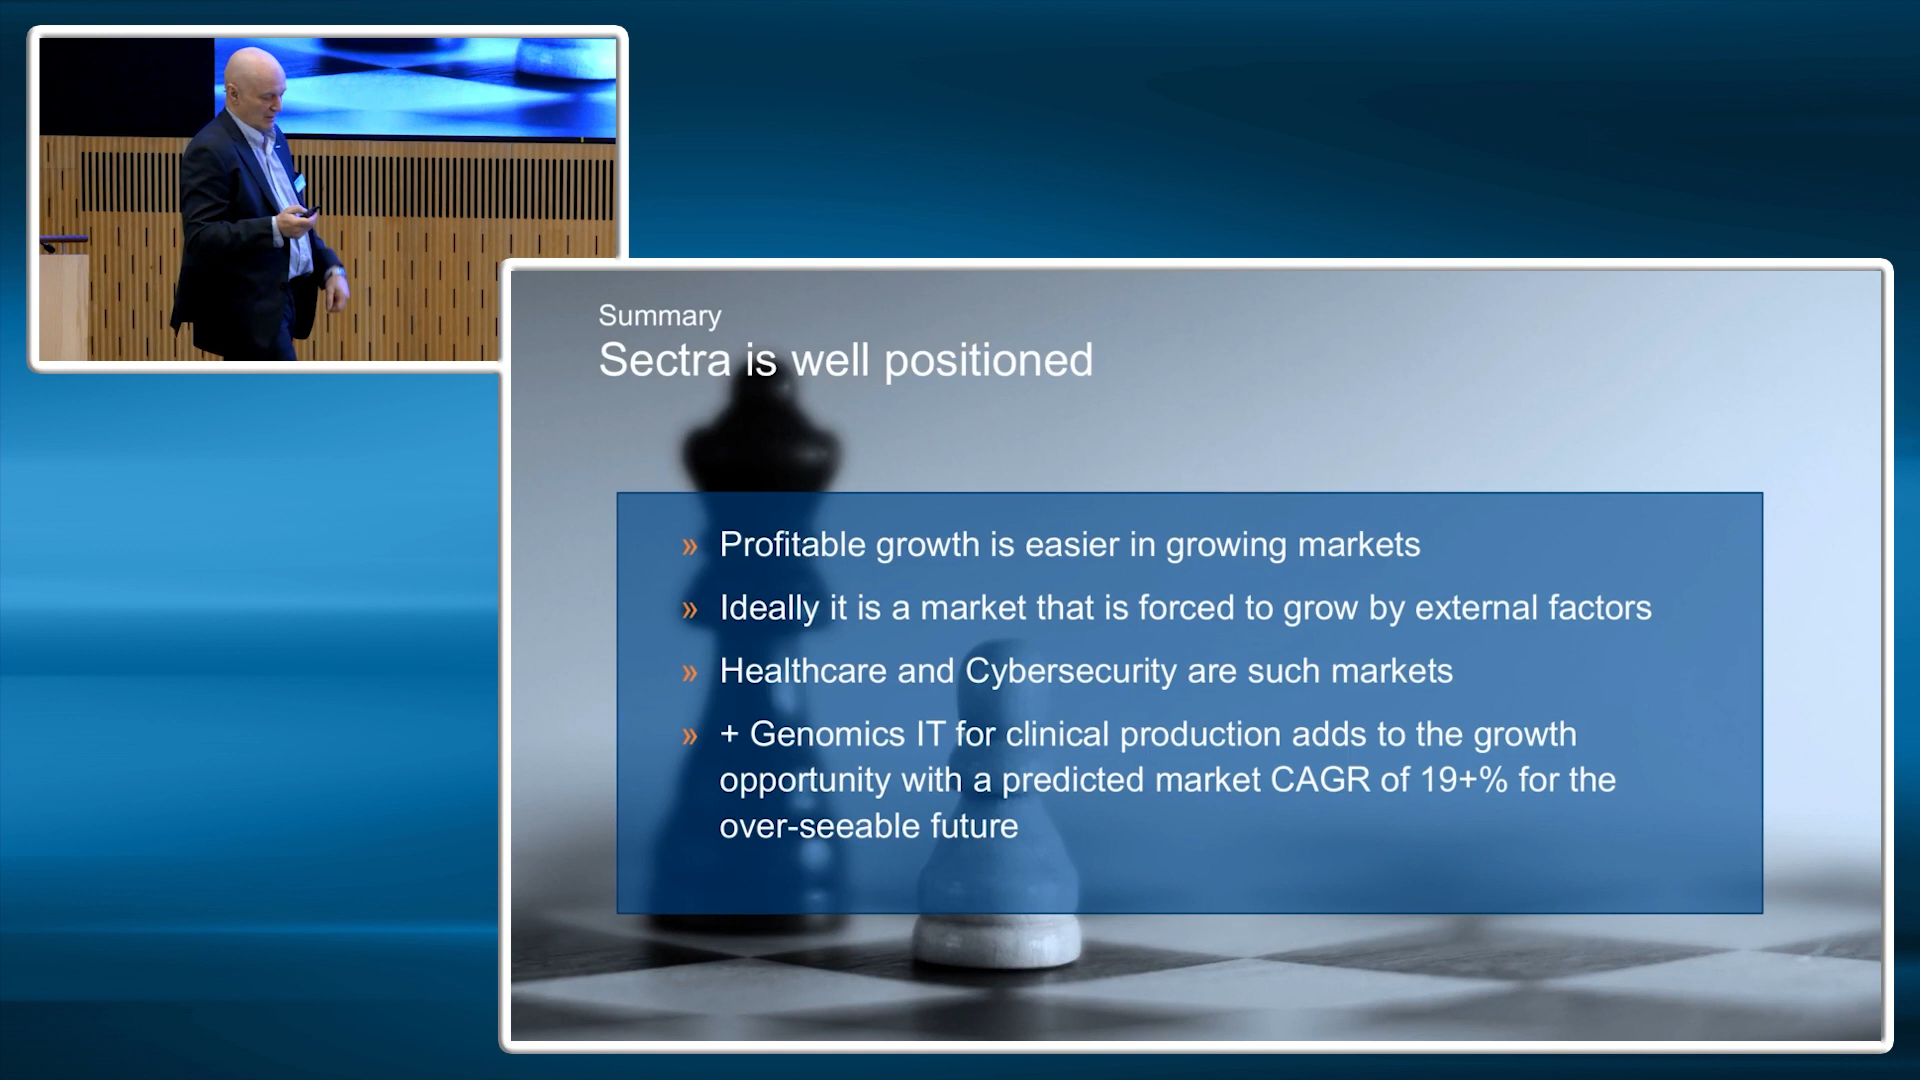 Summary
Sectra is well positioned
» Profitable growth is easier in growing markets
» Ideally it is a market that is forced to grow by external factors
» Healthcare and Cybersecurity are such markets
» + Genomics IT for clinical production adds to the growth
opportunity with a predicted market CAGR of 19+% for the
over-seeable future